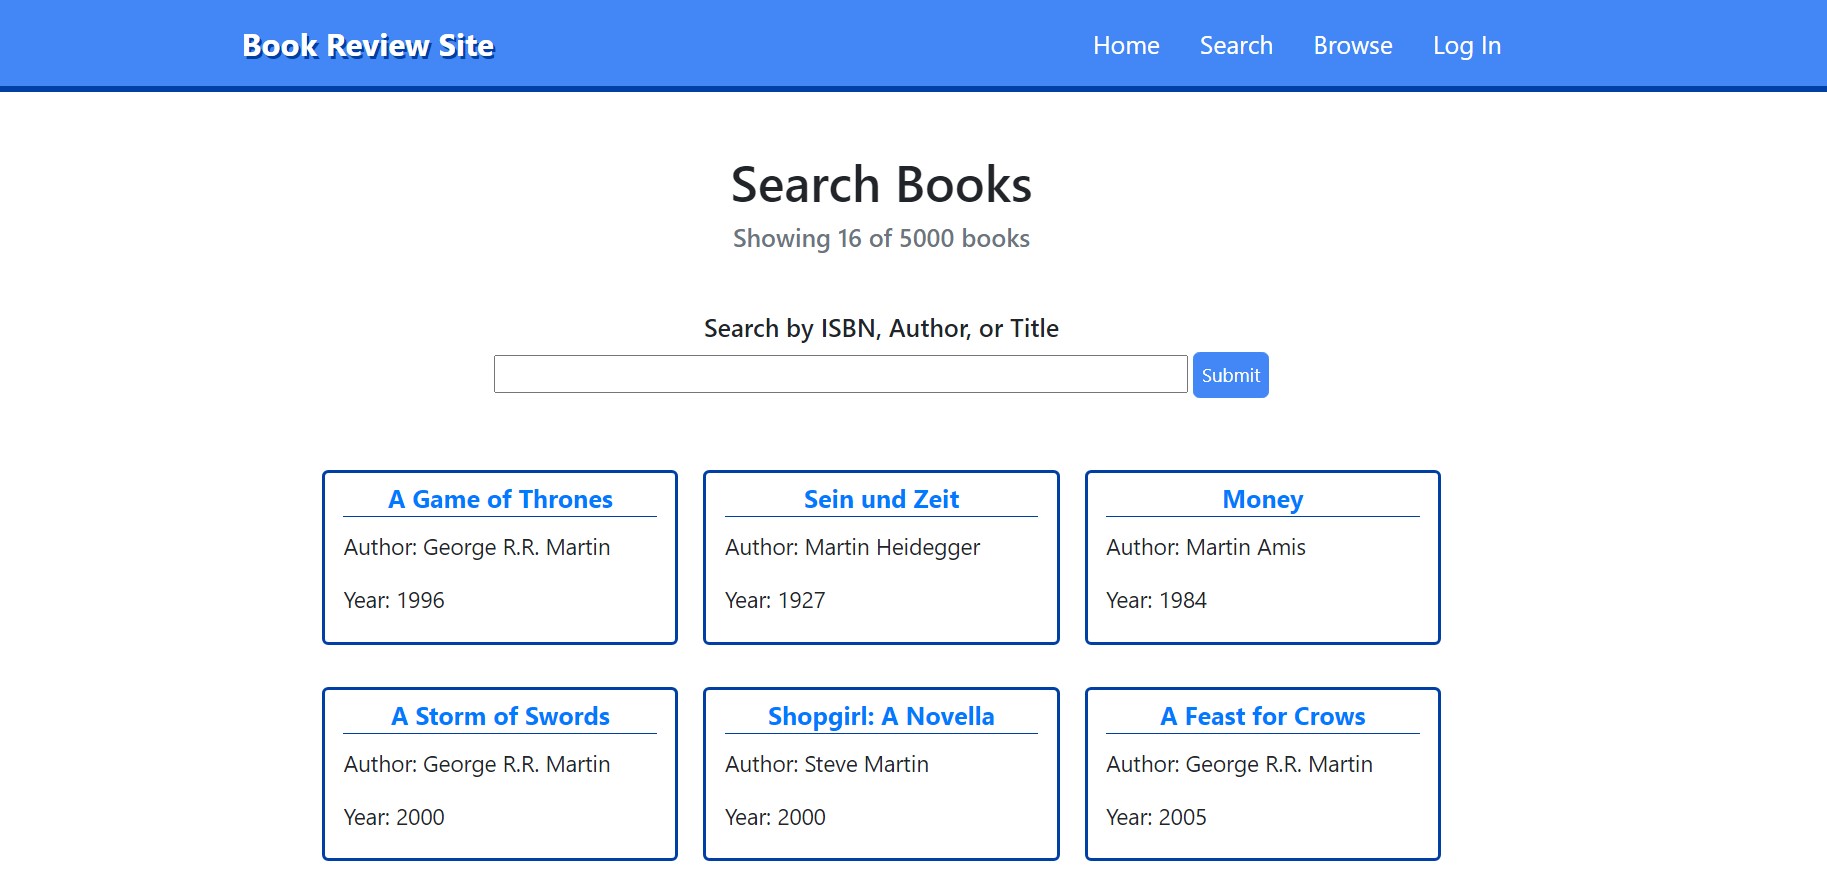 Book Review Site
Home Search Browse Log In
Search Books
Showing 16 of 5000 books
Search by ISBN, Author, or Title
Submit
A Game of Thrones
Author: George R.R. Martin
Year: 1996
Sein und Zeit
Author: Martin Heidegger
Year: 1927
Money
Author: Martin Amis
Year: 1984
A Storm of Swords
Author: George R.R. Martin
Year: 2000
Shopgirl: A Novella
Author: Steve Martin
Year: 2000
A Feast for Crows
Author: George R.R. Martin
Year: 2005